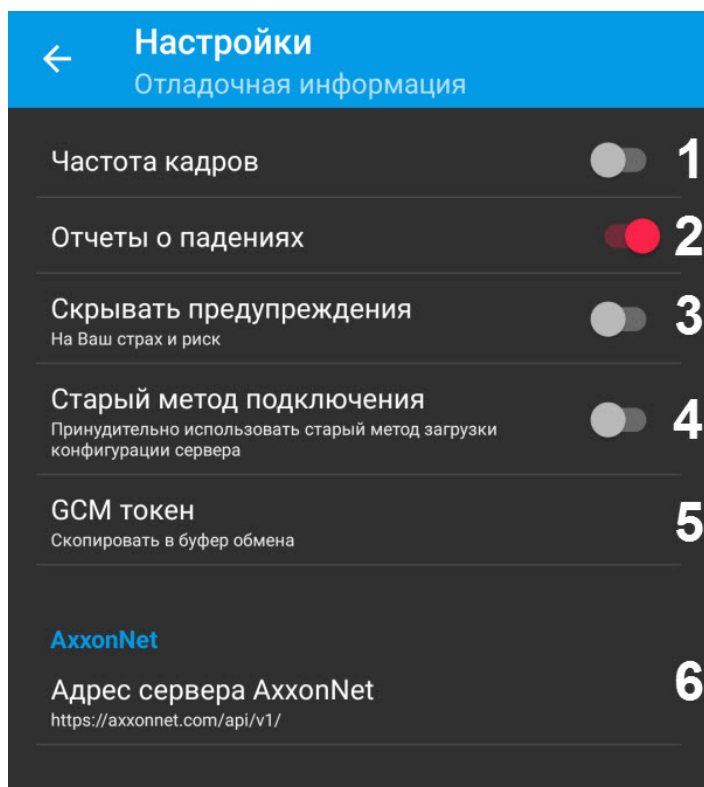 Настройки
Отладочная информация
Частота кадров
1
Отчеты о падениях
2
Скрывать предупреждения
На Ваш страх и риск
3
Старый метод подключения
Принудительно использовать старый метод загрузки
конфигурации сервера
4
GCM токен
Скопировать в буфер обмена
5
AxxonNet
Адрес сервера AxxonNet
https://axxonnet.com/api/v1/
6